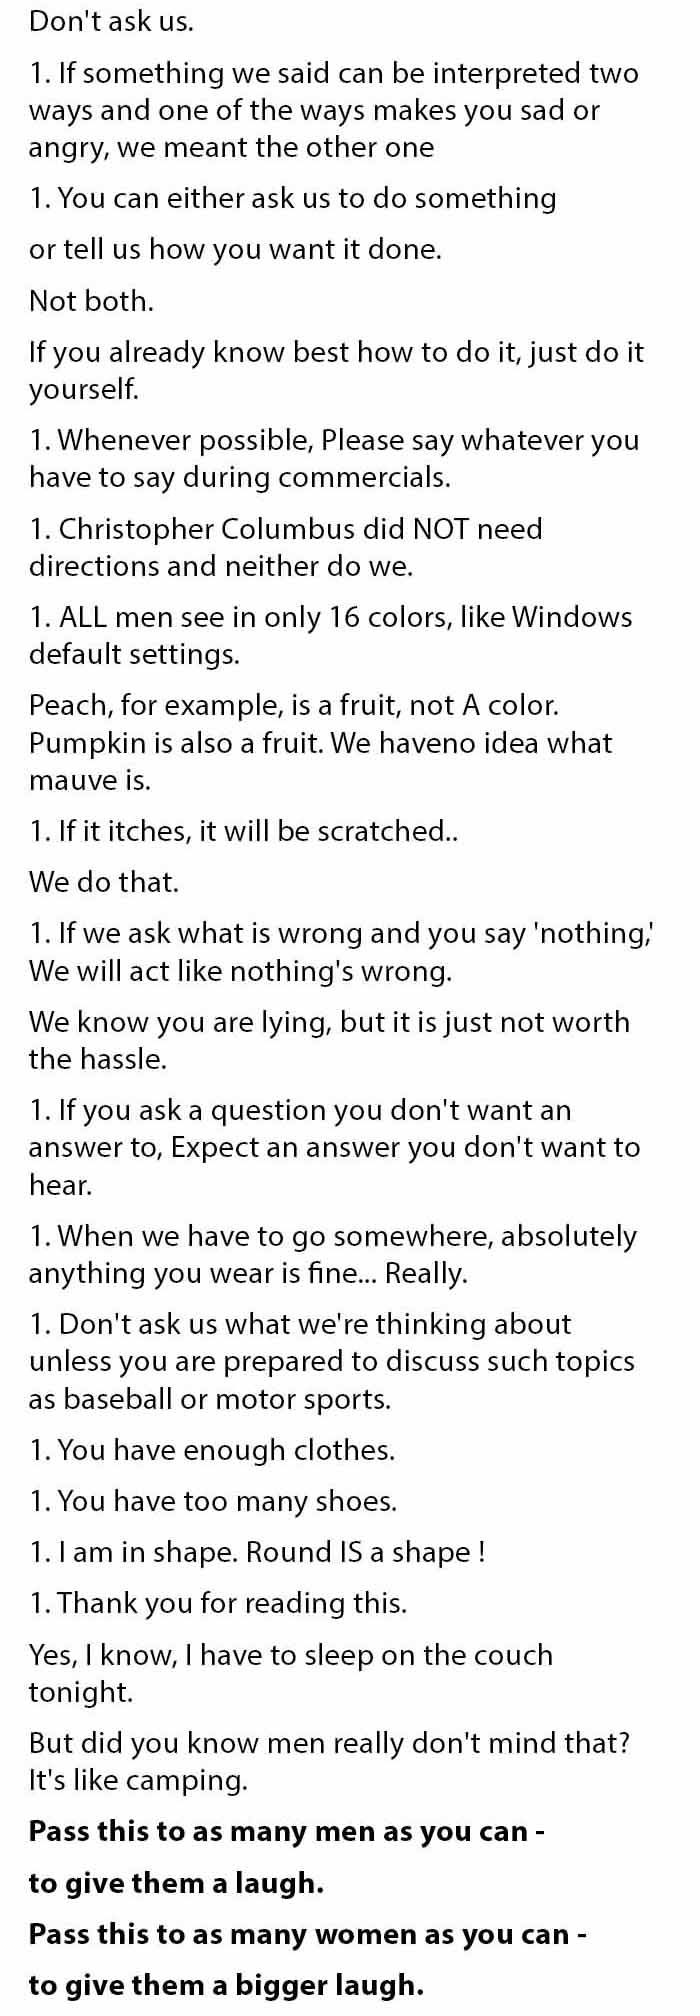 Don't ask us.
1. If something we said can be interpreted two
ways and one of the ways makes you sad or
angry, we meant the other one
1. You can either ask us to do something
or tell us how you want it done.
Not both.
If you already know best how to do it, just do it
yourself.
1. Whenever possible, Please say whatever you
have to say during commercials.
1. Christopher Columbus did NOT need
directions and neither do we.
1. ALL men see in only 16 colors, like Windows
default settings.
Peach, for example, is a fruit, not A color.
Pumpkin is also a fruit. We haveno idea what
mauve is.
1. If it itches, it will be scratched..
We do that.
1. If we ask what is wrong and you say 'nothing,'
We will act like nothing's wrong.
We know you are lying, but it is just not worth
the hassle.
1. If you ask a question you don't want an
answer to, Expect an answer you don't want to
hear.
1. When we have to go somewhere, absolutely
anything you wear is fine... Really.
1. Don't ask us what we're thinking about
unless you are prepared to discuss such topics
as baseball or motor sports.
1. You have enough clothes.
1. You have too many shoes.
1. I am in shape. Round IS a shape !
1. Thank you for reading this.
Yes, I know, I have to sleep on the couch
tonight.
But did you know men really don't mind that?
It's like camping.
Pass this to as many men as you can -
to give them a laugh.
Pass this to as many women as you can -
to give them a bigger laugh.